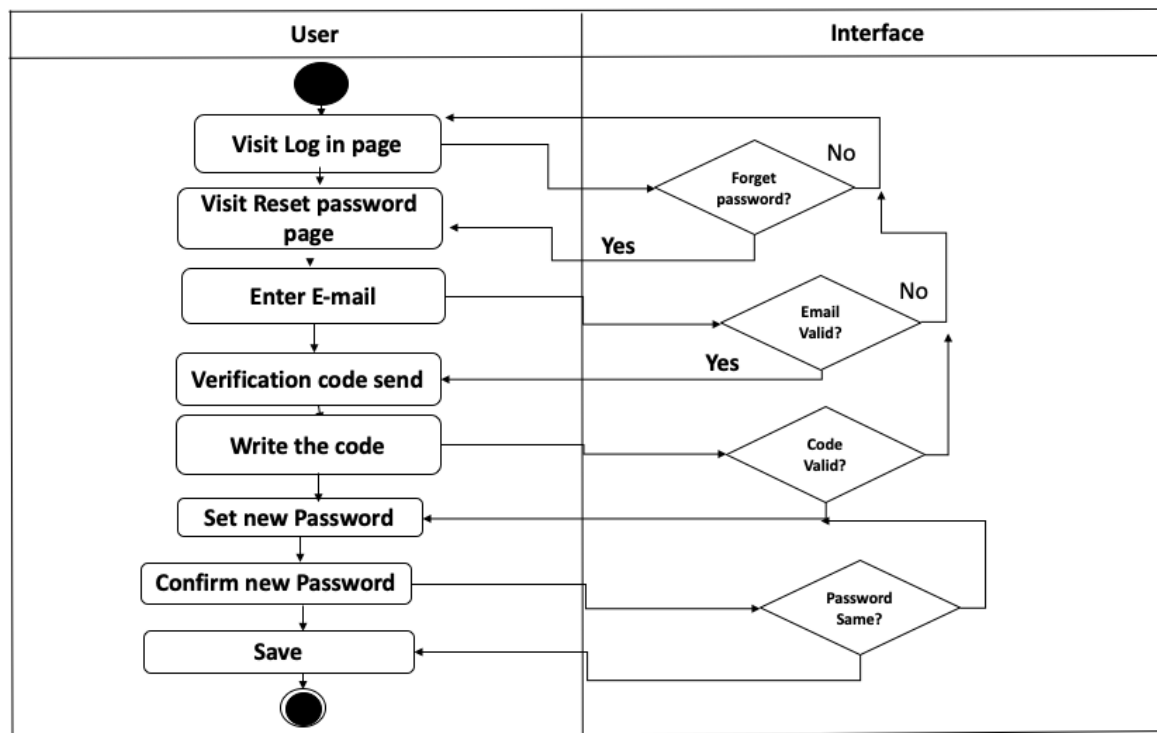 User
Interface
Visit Log in page
No
Forget
password?
Visit Reset password
page
Yes
Enter E-mail
No
Email
Valid?
Yes
Verification code send
Write the code
Code
Valid?
Set new Password
Confirm new Password
Password
Same?
Save